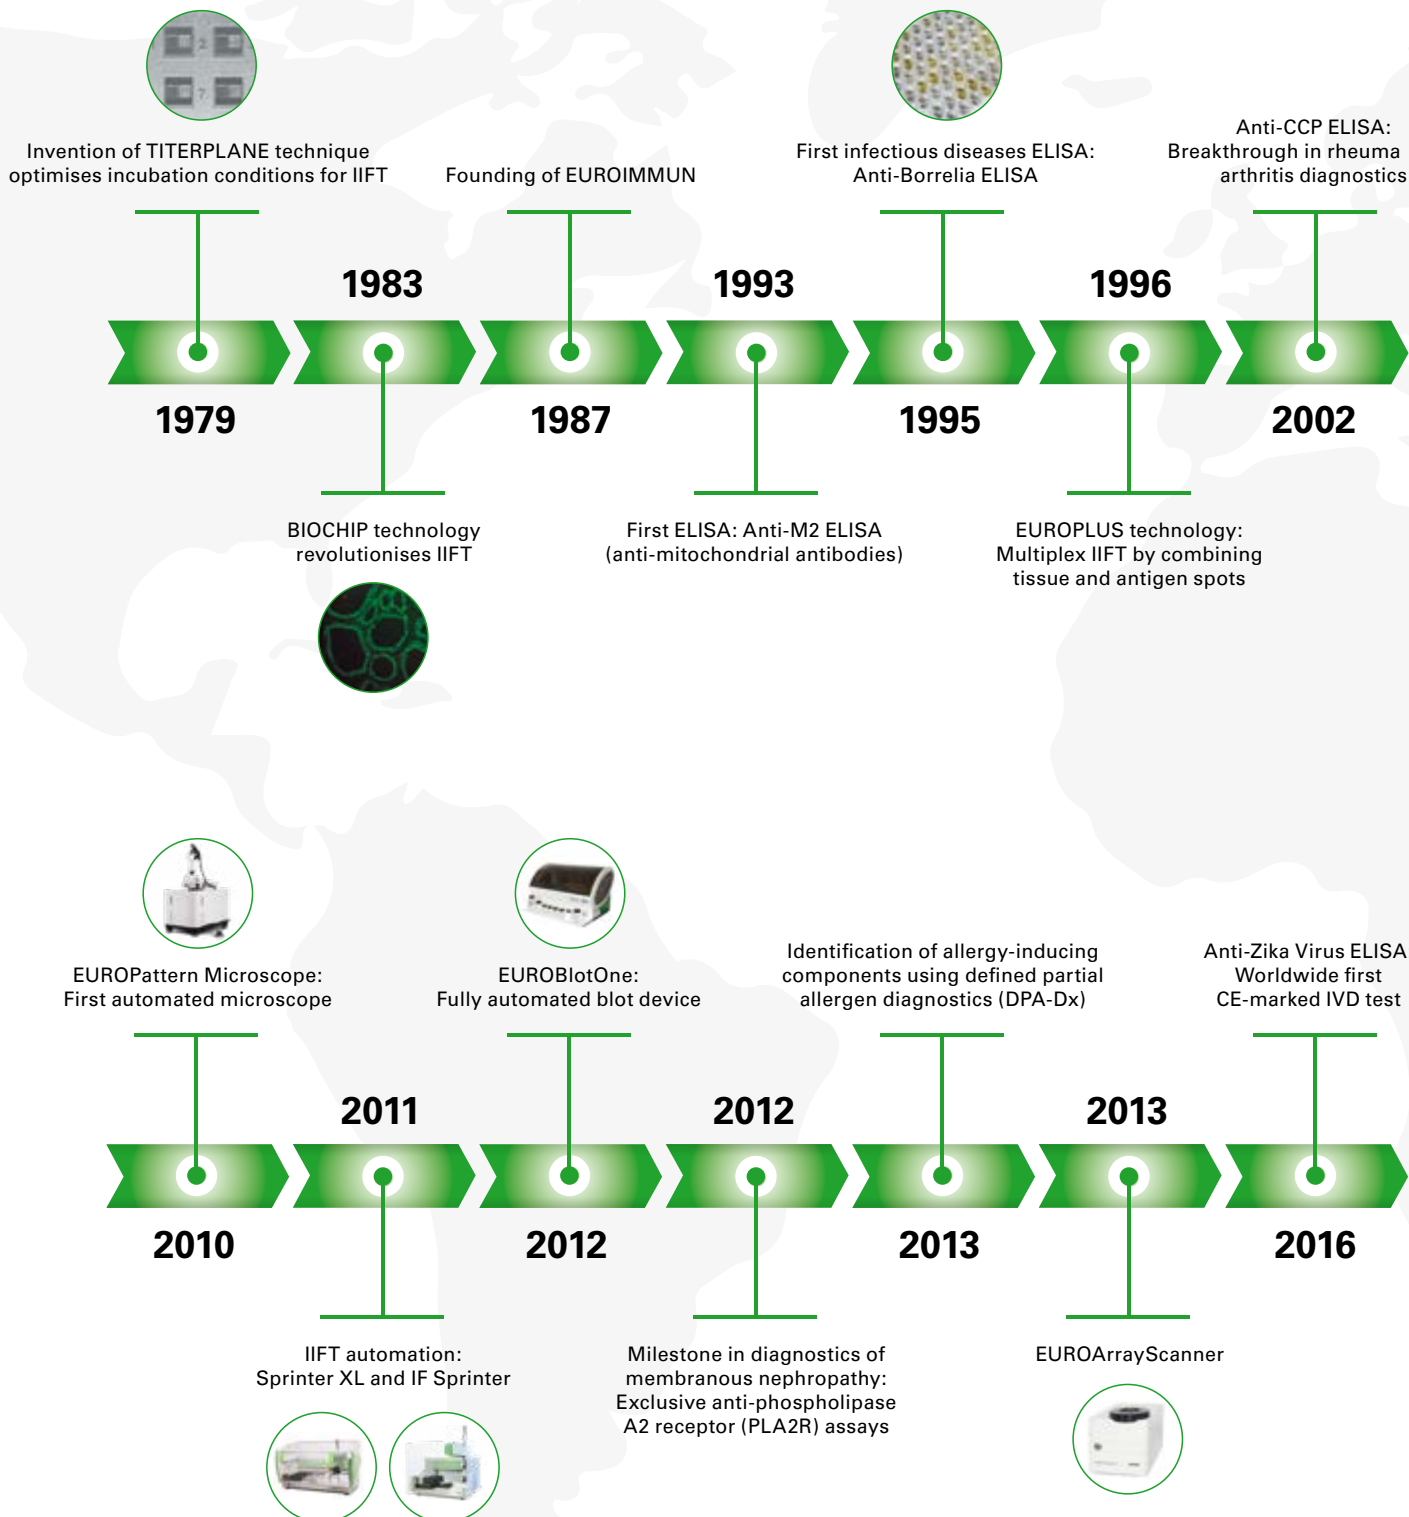 Invention of TITERPLANE technique
optimises incubation conditions for IIFT
1979
1983
BIOCHIP technology
revolutionises IIFT
Founding of EUROIMMUN
1987
1993
First ELISA: Anti-M2 ELISA
(anti-mitochondrial antibodies)
First infectious diseases ELISA:
Anti-Borrelia ELISA
1995
1996
EUROPLUS technology:
Multiplex IIFT by combining
tissue and antigen spots
Anti-CCP ELISA:
Breakthrough in rheuma
arthritis diagnostics
2002
EUROPattern Microscope:
First automated microscope
2010
2011
IIFT automation:
Sprinter XL and IF Sprinter
EUROBlotOne:
Fully automated blot device
2012
2012
Milestone in diagnostics of
membranous nephropathy:
Exclusive anti-phospholipase
A2 receptor (PLA2R) assays
Identification of allergy-inducing
components using defined partial
allergen diagnostics (DPA-Dx)
2013
2013
EUROArrayScanner
Anti-Zika Virus ELISA
Worldwide first
CE-marked IVD test
2016